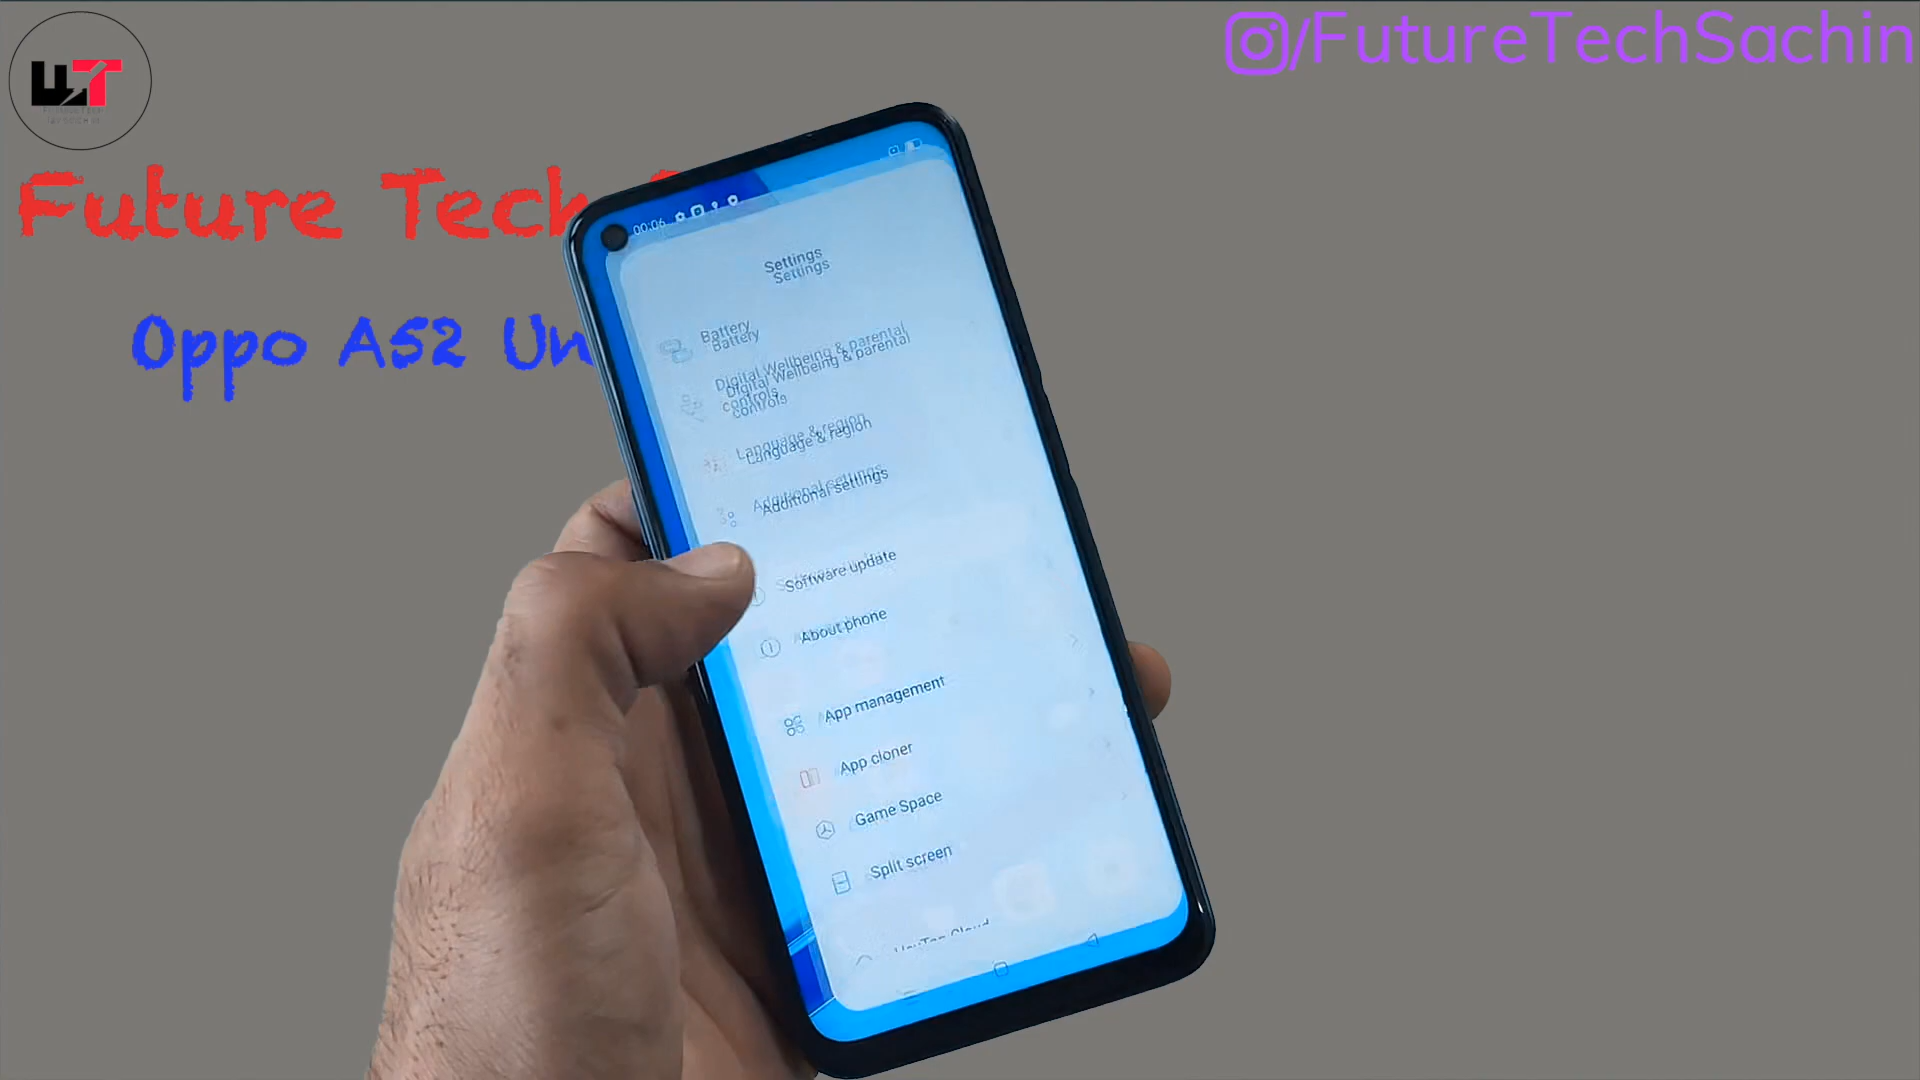 /FutureTechSachin
Future Tech
Oppo A52 Un
00:06
Settings
Battery
Digital Wellbeing & parental
controls
Language & region
Additional settings
Software update
About phone
App management
App cloner
Game Space
Split screen